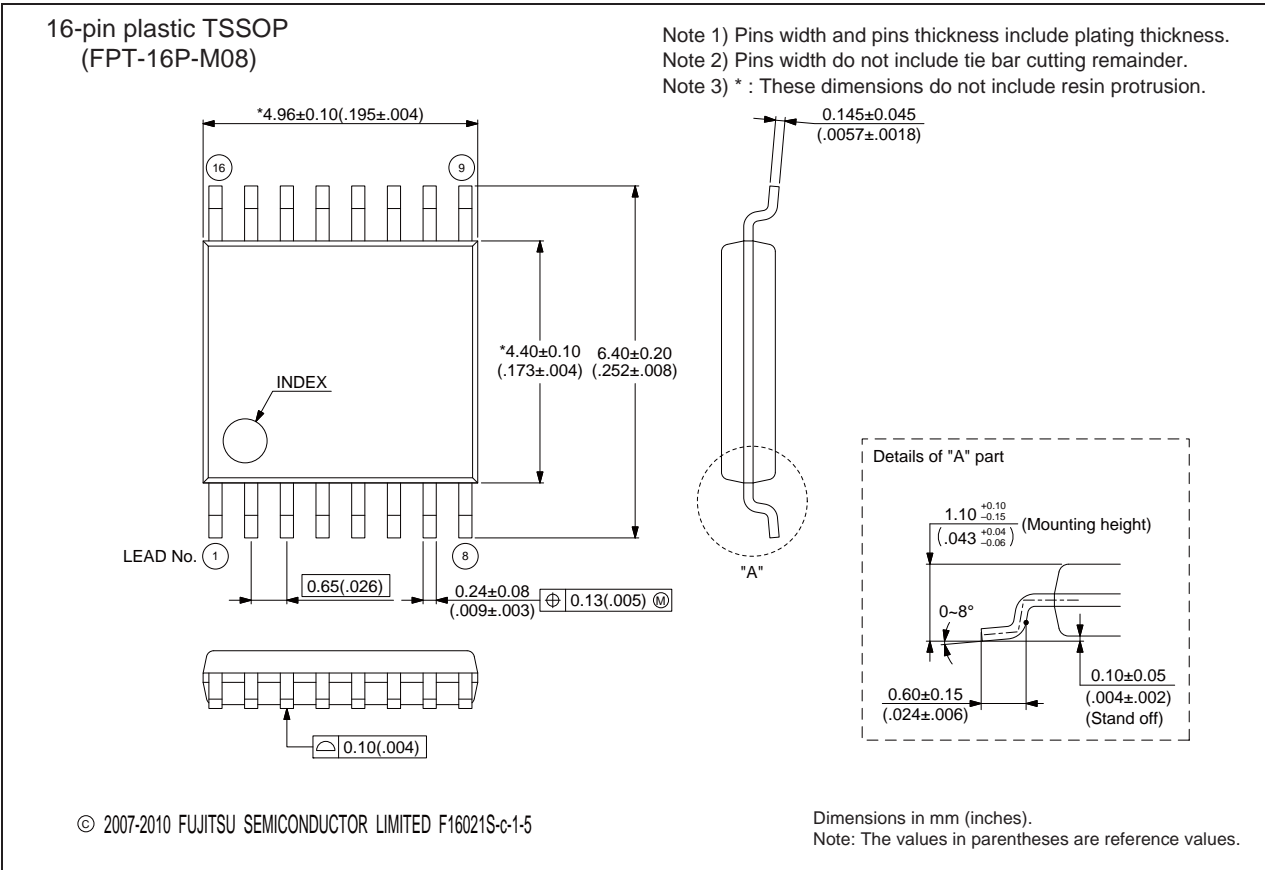 16-pin plastic TSSOP
(FPT-16P-M08)
Note 1) Pins width and pins thickness include plating thickness.
Note 2) Pins width do not include tie bar cutting remainder.
Note 3) * : These dimensions do not include resin protrusion.
*4.96±0.10(.195±.004)
0.145±0.045
(.0057±.0018)
16
9
*4.40±0.10
(.173±.004)
6.40±0.20
(.252±.008)
INDEX
LEAD No.
1
8
"A"
0.65(.026)
0.24±0.08
(.009±.003)
0.13(.005) Ⓜ
0.10(.004)
Details of "A" part
1.10 +0.10 –0.15
(.043 +0.04 –0.06)
(Mounting height)
0~8°
0.60±0.15
(.024±.006)
0.10±0.05
(.004±.002)
(Stand off)
© 2007-2010 FUJITSU SEMICONDUCTOR LIMITED F16021S-c-1-5
Dimensions in mm (inches).
Note: The values in parentheses are reference values.